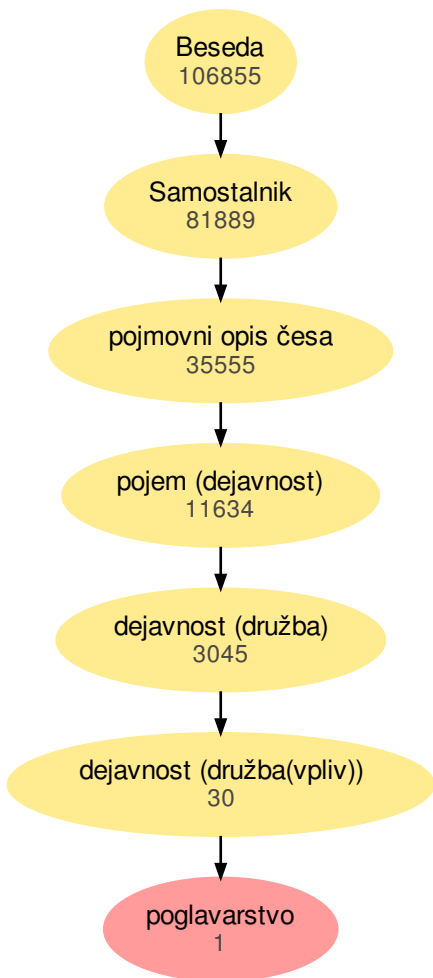 Beseda
106855
Samostalnik
81889
pojmovni opis česa
35555
pojem (dejavnost)
11634
dejavnost (družba)
3045
dejavnost (družba(vpliv))
30
poglavarstvo
1